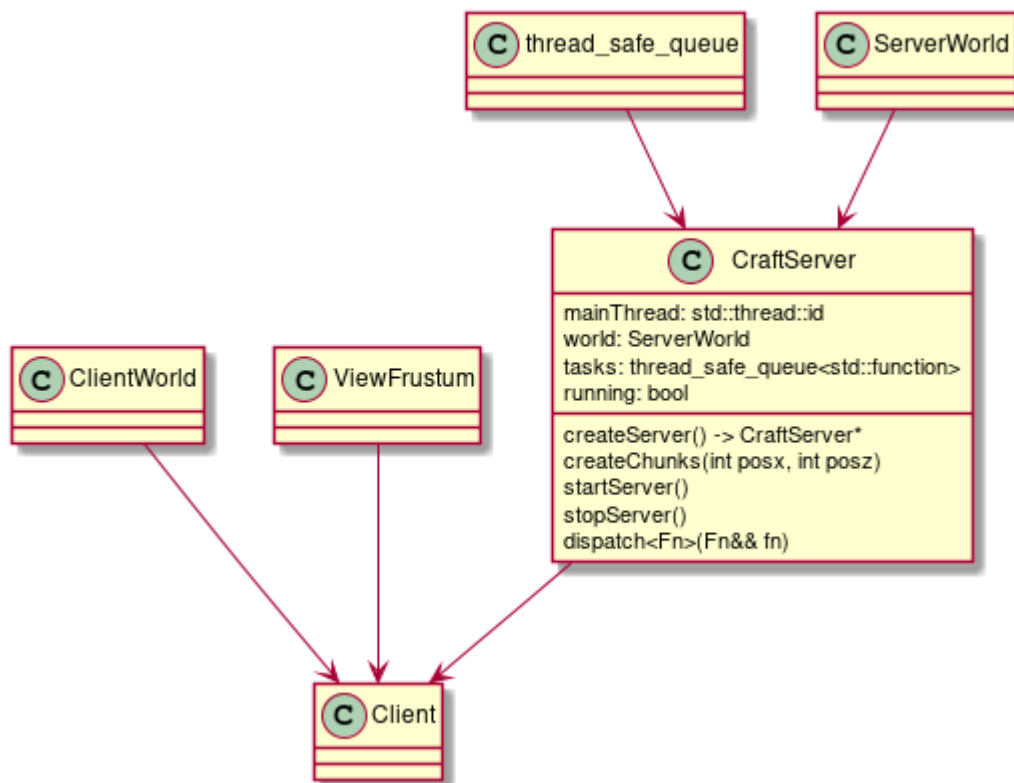 C thread_safe_queue
C ServerWorld
C CraftServer
mainThread: std::thread::id
world: ServerWorld
tasks: thread_safe_queue<std::function>
running: bool
createServer() -> CraftServer*
createChunks(int posx, int posz)
startServer()
stopServer()
dispatch<Fn>(Fn&& fn)
C ClientWorld
C ViewFrustum
C Client